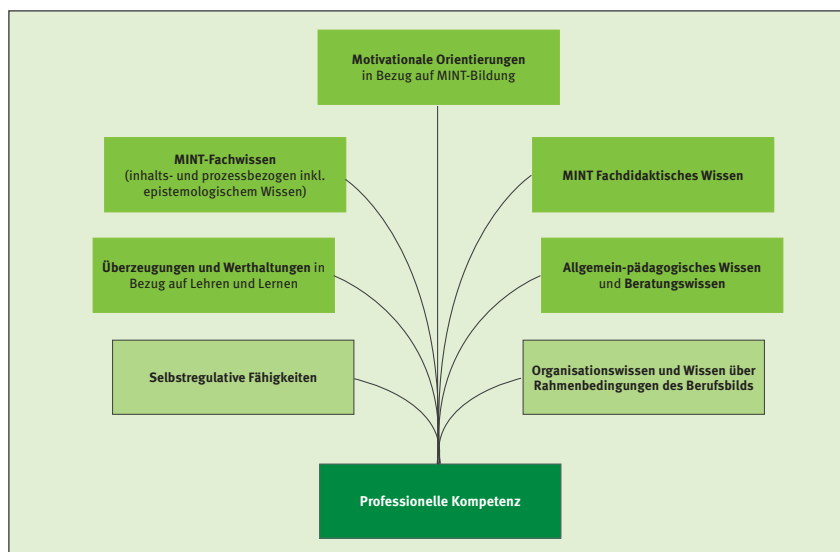 Motivationale Orientierungen
in Bezug auf MINT-Bildung
MINT-Fachwissen
(inhalts- und prozessbezogen inkl.
epistemologischem Wissen)
MINT Fachdidaktisches Wissen
Überzeugungen und Werthaltungen in
Bezug auf Lehren und Lernen
Allgemein-pädagogisches Wissen
und Beratungswissen
Selbstregulative Fähigkeiten
Organisationswissen und Wissen über
Rahmenbedingungen des Berufsbilds
Professionelle Kompetenz